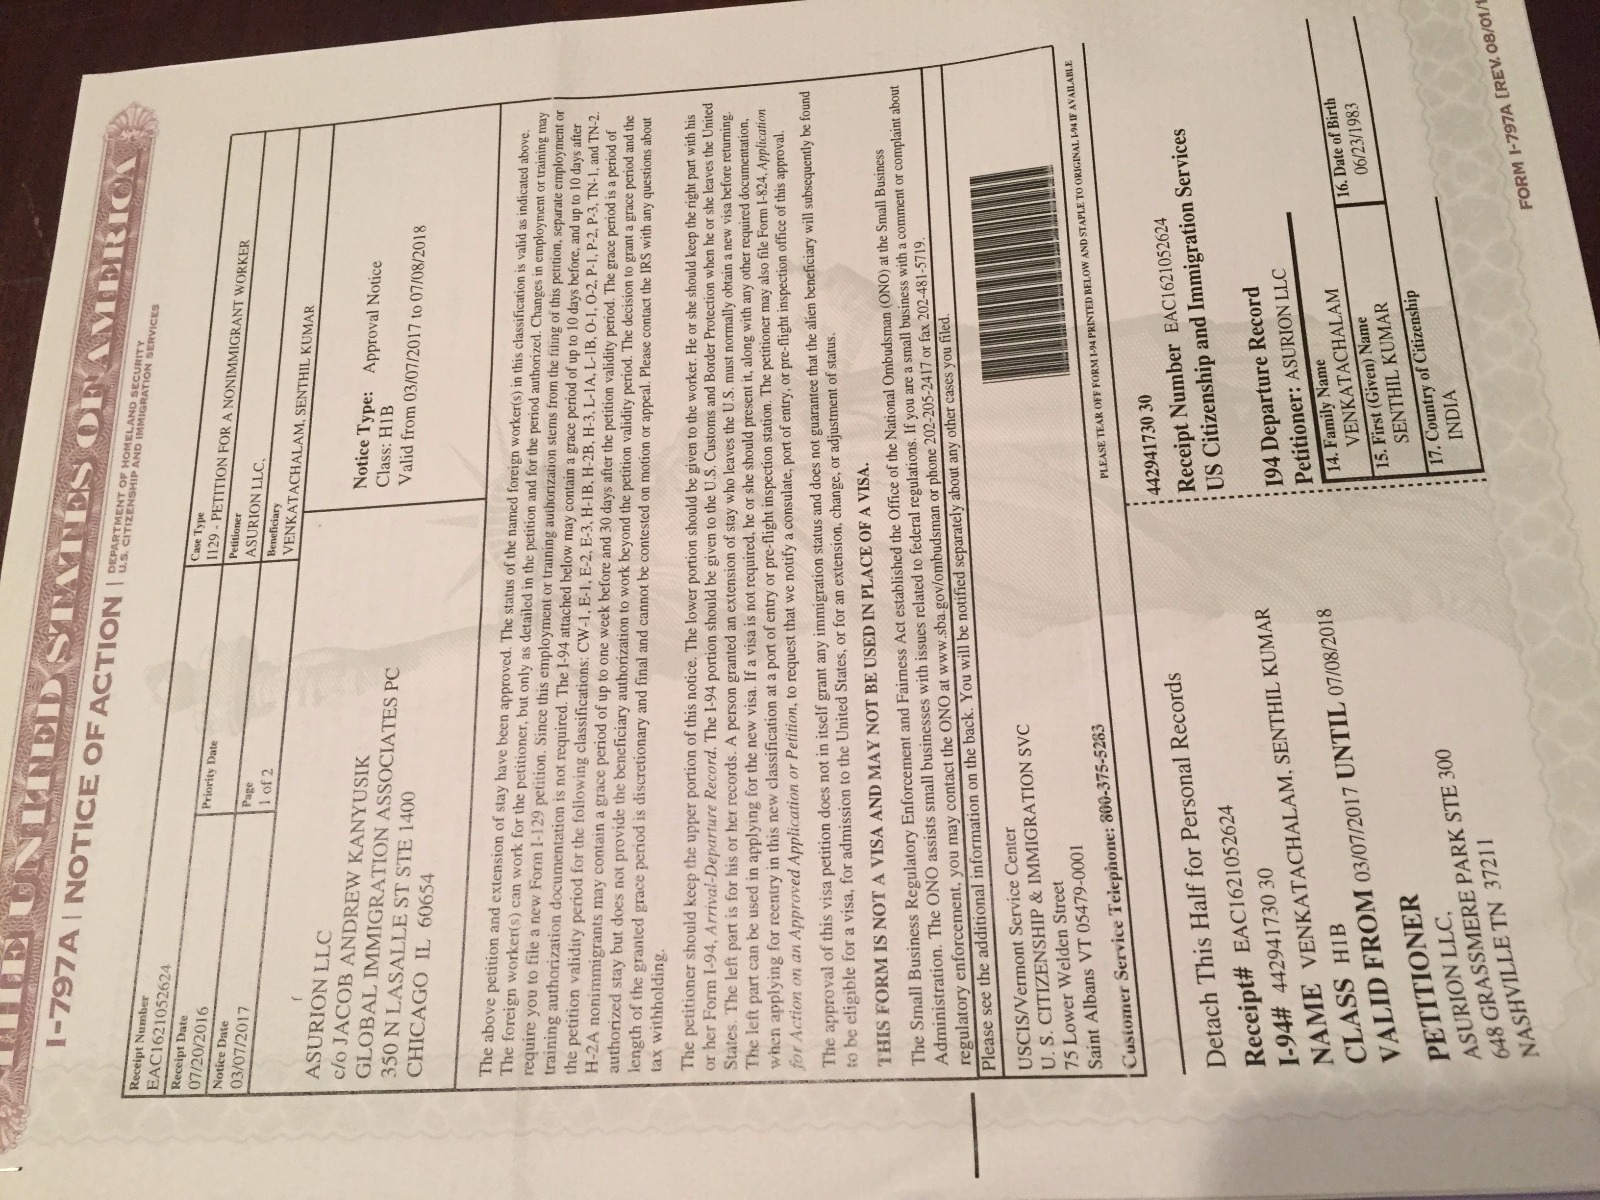 THE UNITED STATES OF AMERICA
I-797A | NOTICE OF ACTION | DEPARTMENT OF HOMELAND SECURITY
U.S. CITIZENSHIP AND IMMIGRATION SERVICES
Receipt Number
EAC1621052624
Case Type
I129 - PETITION FOR A NONIMMIGRANT WORKER
Receipt Date
07/20/2016
Priority Date
Petitioner
ASURION LLC,
Notice Date
03/07/2017
Page
1 of 2
Beneficiary
VENKATACHALAM, SENTHIL KUMAR
ASURION LLC
c/o JACOB ANDREW KANYUSIK
GLOBAL IMMIGRATION ASSOCIATES PC
350 N LASALLE ST STE 1400
CHICAGO IL 60654
Notice Type: Approval Notice
Class: H1B
Valid from 03/07/2017 to 07/08/2018
The above petition and extension of stay have been approved. The status of the named foreign worker(s) in this classification is valid as indicated above.
The foreign worker(s) can work for the petitioner, but only as detailed in the petition and for the period authorized. Changes in employment or training may
require you to file a new Form I-129 petition. Since this employment or training authorization stems from the filing of this petition, separate employment or
training authorization documentation is not required. The I-94 attached below may contain a grace period of up to 10 days before, and up to 10 days after
the petition validity period for the following classifications: CW-1, E-1, E-2, E-3, H-1B, H-2B, H-3, L-1A, L-1B, O-1, O-2, P-1, P-2, P-3, TN-1, and TN-2.
H-2A nonimmigrants may contain a grace period of up to one week before and 30 days after the petition validity period. The grace period is a period of
authorized stay but does not provide the beneficiary authorization to work beyond the petition validity period. The decision to grant a grace period and the
length of the granted grace period is discretionary and final and cannot be contested on motion or appeal. Please contact the IRS with any questions about
tax withholding.
The petitioner should keep the upper portion of this notice. The lower portion should be given to the worker. He or she should keep the right part with his
or her Form I-94, Arrival-Departure Record. The I-94 portion should be given to the U.S. Customs and Border Protection when he or she leaves the United
States. The left part is for his or her records. A person granted an extension of stay who leaves the U.S. must normally obtain a new visa before returning.
The left part can be used in applying for the new visa. If a visa is not required, he or she should present it, along with any other required documentation,
when applying for reentry in this new classification at a port of entry or pre-flight inspection station. The petitioner may also file Form I-824, Application
for Action on an Approved Application or Petition, to request that we notify a consulate, port of entry, or pre-flight inspection office of this approval.
The approval of this visa petition does not in itself grant any immigration status and does not guarantee that the alien beneficiary will subsequently be found
to be eligible for a visa, for admission to the United States, or for an extension, change, or adjustment of status.
THIS FORM IS NOT A VISA AND MAY NOT BE USED IN PLACE OF A VISA.
The Small Business Regulatory Enforcement and Fairness Act established the Office of the National Ombudsman (ONO) at the Small Business
Administration. The ONO assists small businesses with issues related to federal regulations. If you are a small business with a comment or complaint about
regulatory enforcement, you may contact the ONO at www.sba.gov/ombudsman or phone 202-205-2417 or fax 202-481-5719.
Please see the additional information on the back. You will be notified separately about any other cases you filed.
USCIS/Vermont Service Center
U. S. CITIZENSHIP & IMMIGRATION SVC
75 Lower Welden Street
Saint Albans VT 05479-0001
Customer Service Telephone: 800-375-5283
PLEASE TEAR OFF FORM I-94 PRINTED BELOW AND STAPLE TO ORIGINAL I-94 IF AVAILABLE
Detach This Half for Personal Records
Receipt# EAC1621052624
I-94# 442941730 30
NAME VENKATACHALAM, SENTHIL KUMAR
CLASS H1B
VALID FROM 03/07/2017 UNTIL 07/08/2018
PETITIONER
ASURION LLC,
648 GRASSMERE PARK STE 300
NASHVILLE TN 37211
442941730 30
Receipt Number EAC1621052624
US Citizenship and Immigration Services
I94 Departure Record
Petitioner: ASURION LLC
14. Family Name
VENKATACHALAM
15. First (Given) Name
SENTHIL KUMAR
16. Date of Birth
06/23/1983
17. Country of Citizenship
INDIA
FORM I-797A [REV. 08/01/1